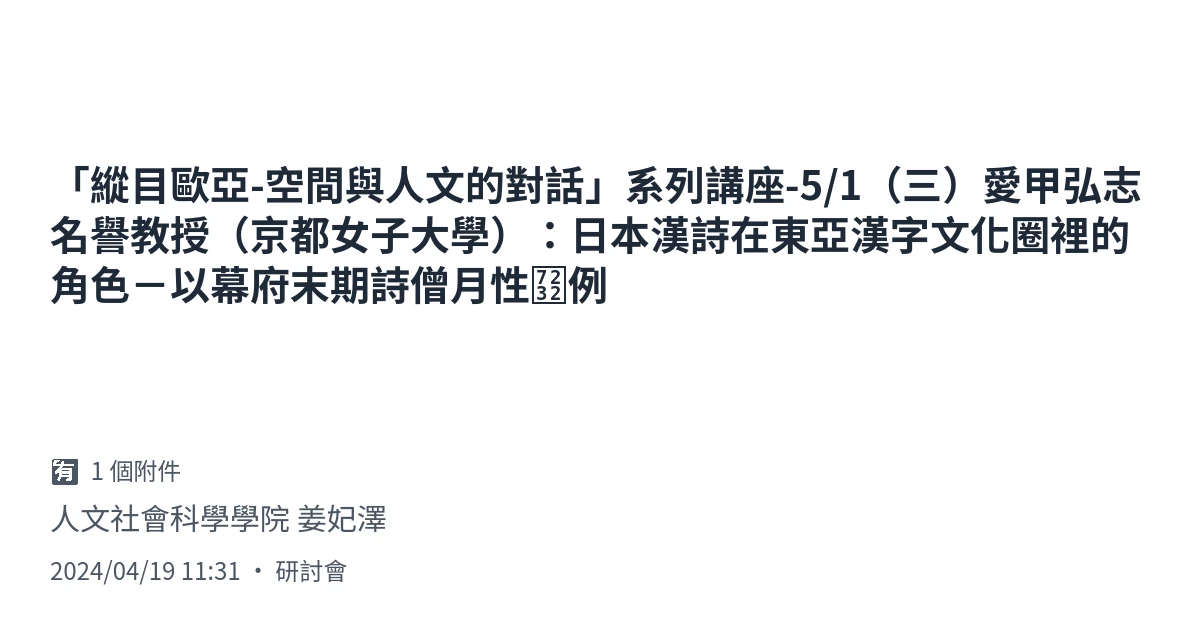 「縱目歐亞-空間與人文的對話」系列講座-5/1（三）愛甲弘志
名譽教授（京都女子大學）：日本漢詩在東亞漢字文化圈裡的
角色－以幕府末期詩僧月性爲例
🈶 1 個附件
人文社會科學學院 姜妃澤
2024/04/19 11:31 • 研討會